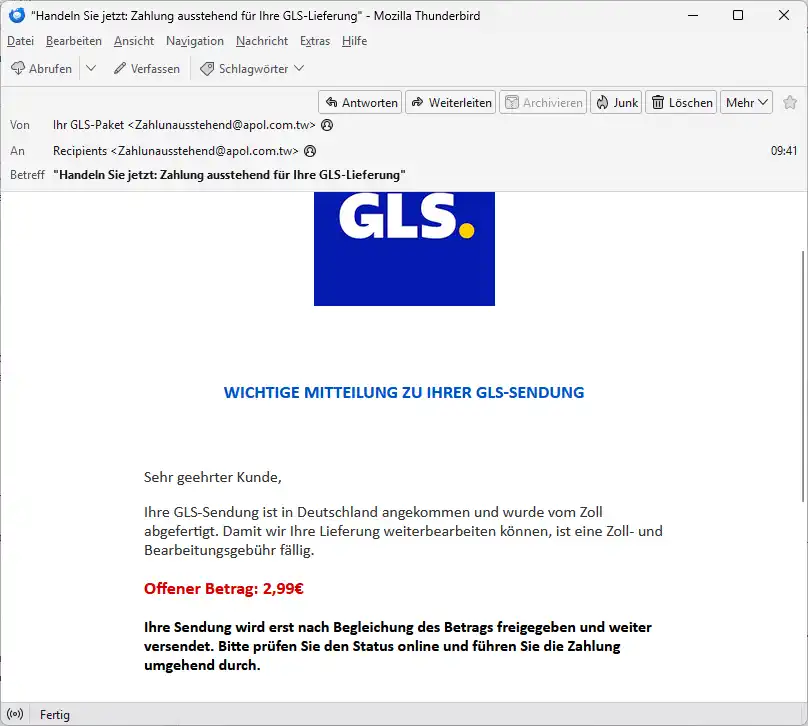 "Handeln Sie jetzt: Zahlung ausstehend für Ihre GLS-Lieferung" - Mozilla Thunderbird
Datei Bearbeiten Ansicht Navigation Nachricht Extras Hilfe
Abrufen Verfassen Schlagwörter
Antworten Weiterleiten Archivieren Junk Löschen Mehr
Von Ihr GLS-Paket <Zahlunausstehend@apol.com.tw>
An Recipients <Zahlunausstehend@apol.com.tw> 09:41
Betreff "Handeln Sie jetzt: Zahlung ausstehend für Ihre GLS-Lieferung"
GLS.
WICHTIGE MITTEILUNG ZU IHRER GLS-SENDUNG
Sehr geehrter Kunde,
Ihre GLS-Sendung ist in Deutschland angekommen und wurde vom Zoll
abgefertigt. Damit wir Ihre Lieferung weiterbearbeiten können, ist eine Zoll- und
Bearbeitungsgebühr fällig.
Offener Betrag: 2,99€
Ihre Sendung wird erst nach Begleichung des Betrags freigegeben und weiter
versendet. Bitte prüfen Sie den Status online und führen Sie die Zahlung
umgehend durch.
Fertig